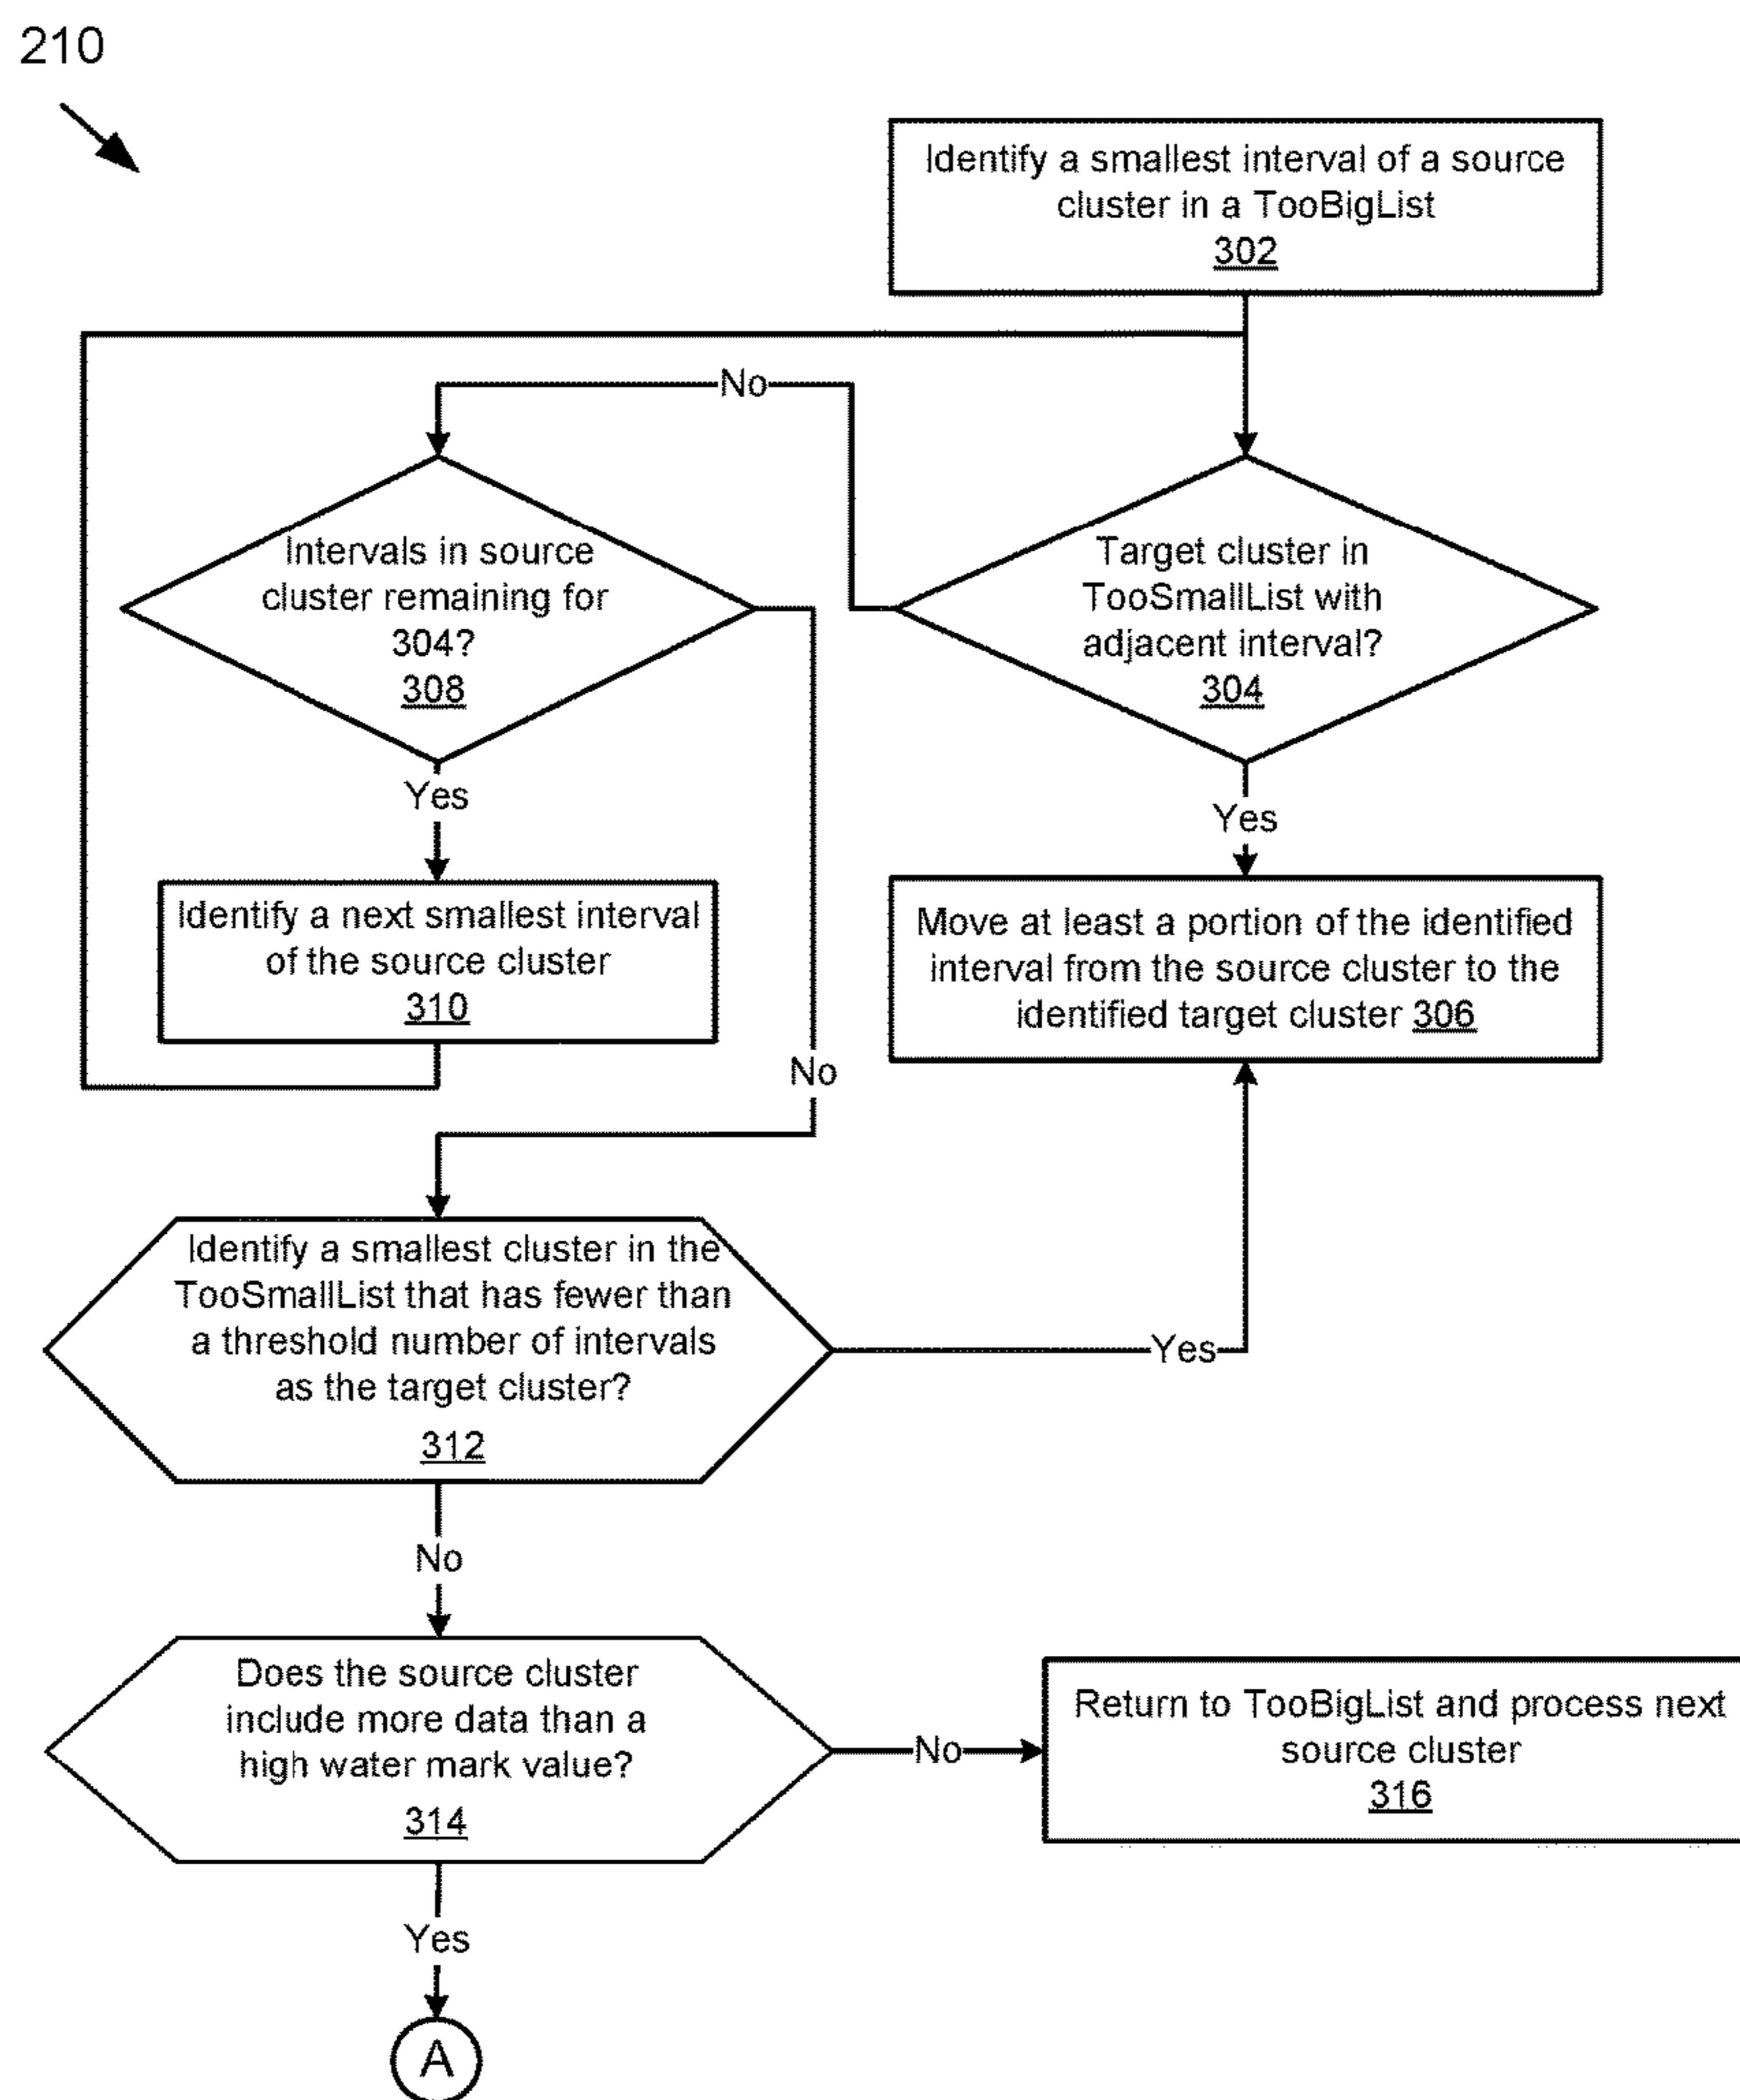 210
Identify a smallest interval of a source
cluster in a TooBigList
302
No
Intervals in source
cluster remaining for
304?
308
Target cluster in
TooSmallList with
adjacent interval?
304
Yes
Yes
Identify a next smallest interval
of the source cluster
310
Move at least a portion of the identified
interval from the source cluster to the
identified target cluster 306
No
Identify a smallest cluster in the
TooSmallList that has fewer than
a threshold number of intervals
as the target cluster?
312
Yes
No
Does the source cluster
include more data than a
high water mark value?
314
No
Return to TooBigList and process next
source cluster
316
Yes
A